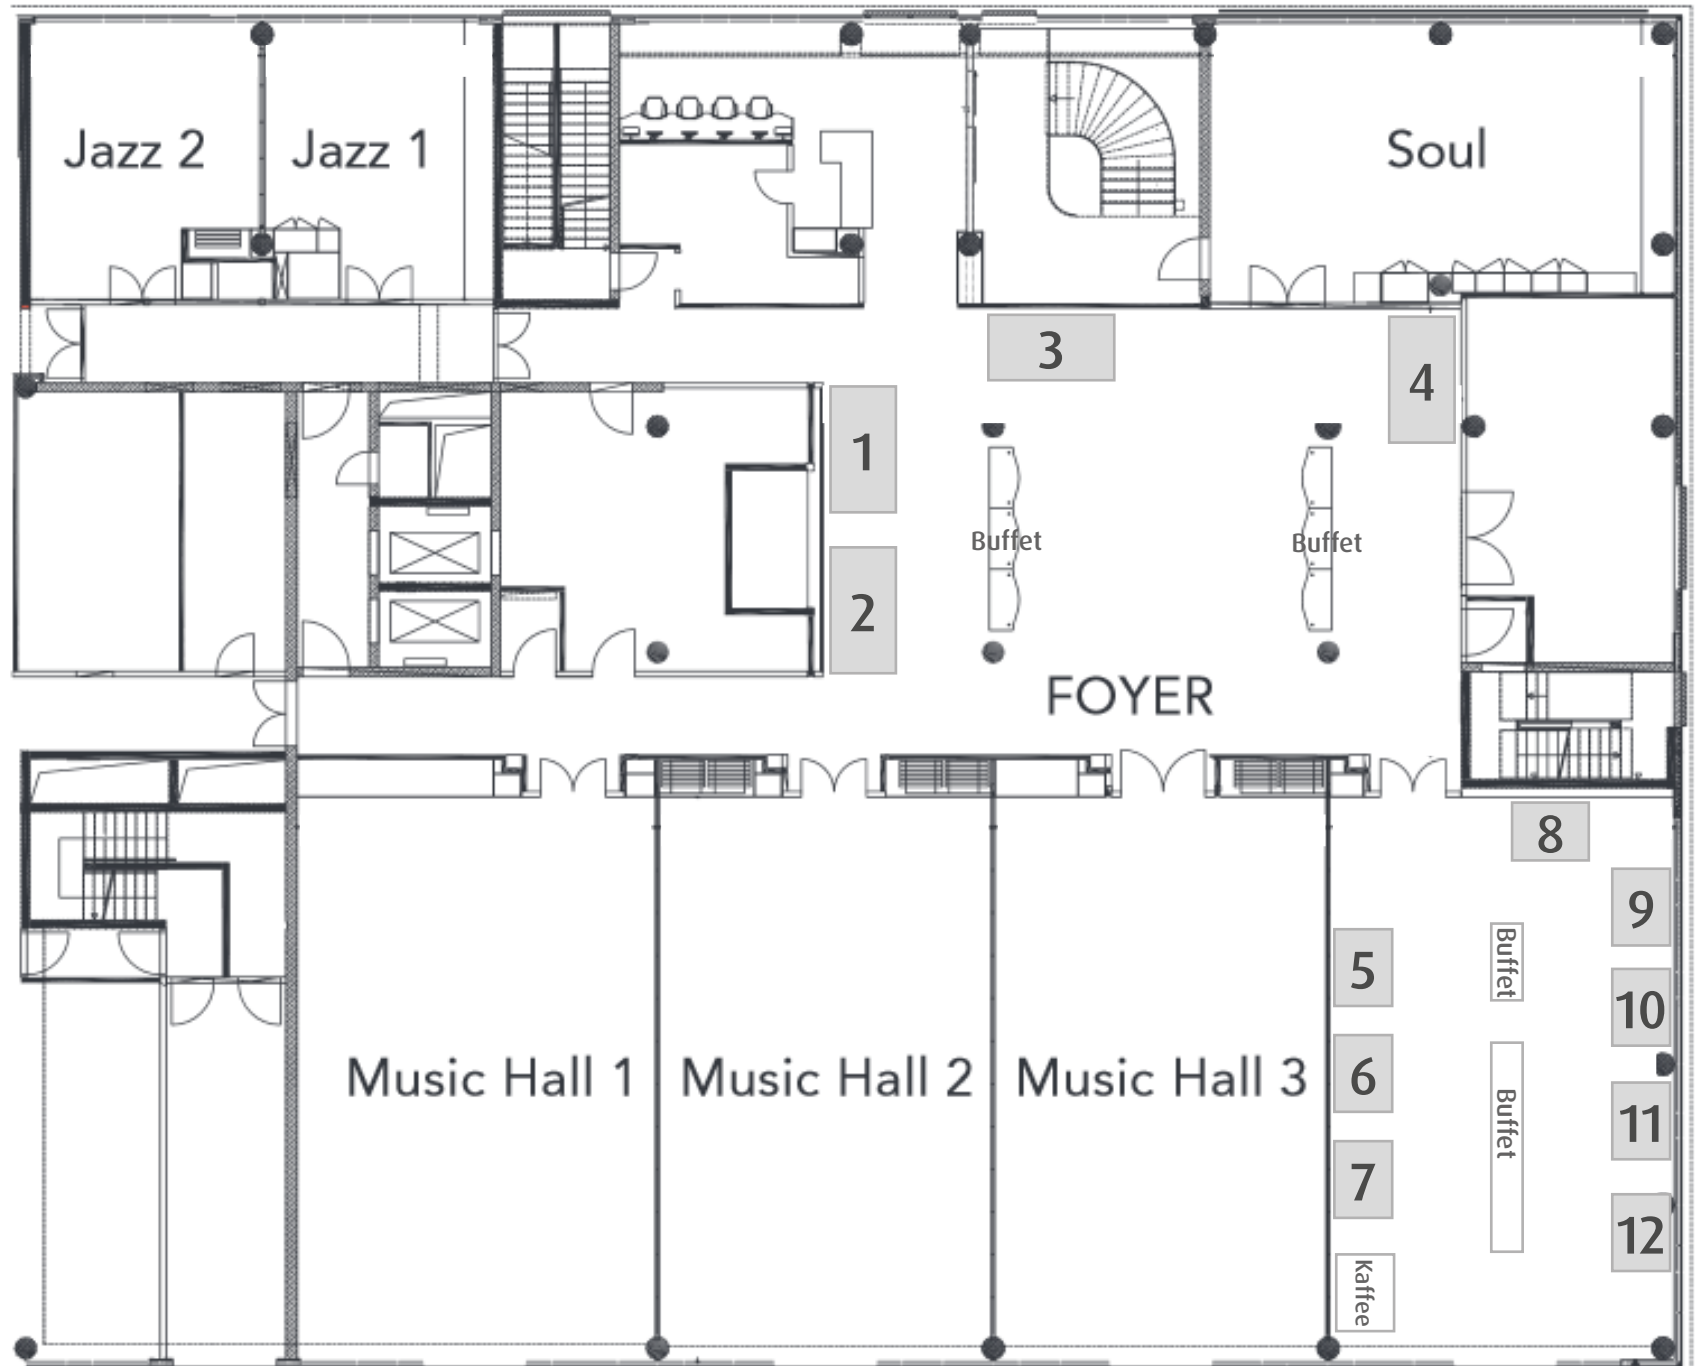 Jazz 2
Jazz 1
Soul
3
4
1
2
Buffet
Buffet
FOYER
8
9
5
Buffet
10
Music Hall 1
Music Hall 2
Music Hall 3
6
Buffet
11
7
12
Kaffee